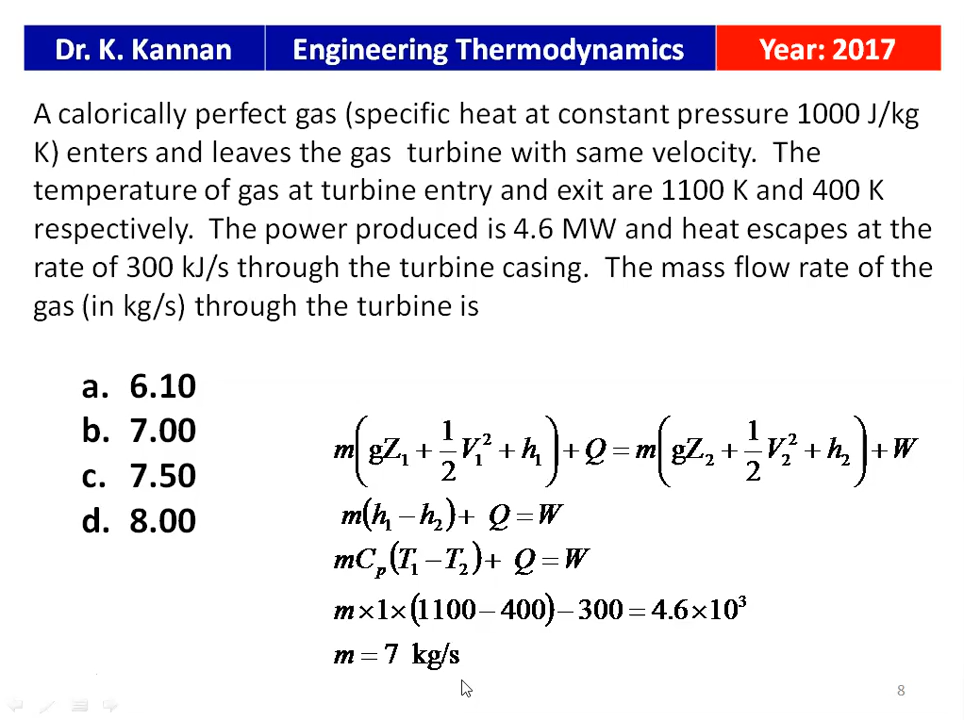 Dr. K. Kannan Engineering Thermodynamics Year: 2017
A calorically perfect gas (specific heat at constant pressure 1000 J/kg
K) enters and leaves the gas turbine with same velocity. The
temperature of gas at turbine entry and exit are 1100 K and 400 K
respectively. The power produced is 4.6 MW and heat escapes at the
rate of 300 kJ/s through the turbine casing. The mass flow rate of the
gas (in kg/s) through the turbine is
a. 6.10
b. 7.00
c. 7.50
d. 8.00
m(gZ₁ + 1/2 V₁² + h₁) + Q = m(gZ₂ + 1/2 V₂² + h₂) + W
m(h₁ − h₂) + Q = W
mCₚ(T₁ − T₂) + Q = W
m × 1 × (1100 − 400) − 300 = 4.6 × 10³
m = 7 kg/s
8